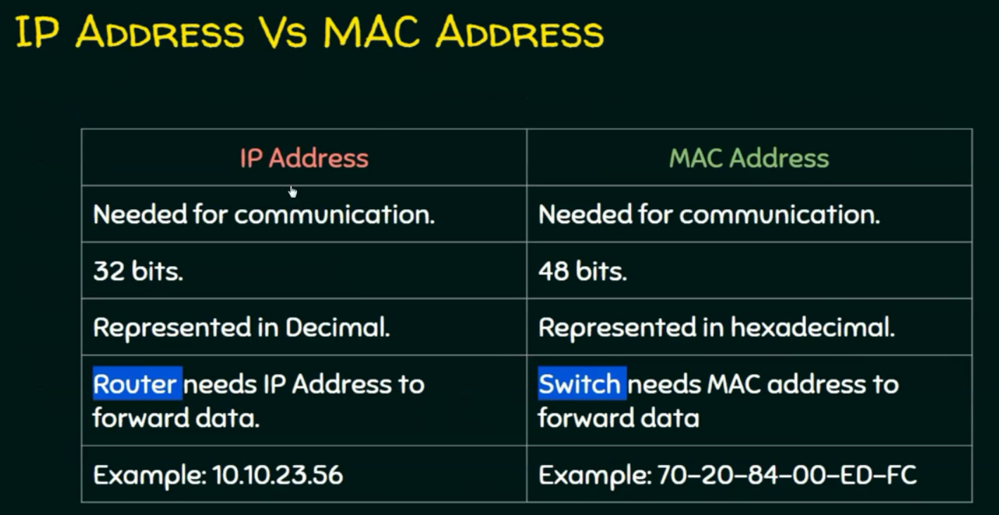 IP Address Vs MAC Address
IP Address
MAC Address
Needed for communication.
Needed for communication.
32 bits.
48 bits.
Represented in Decimal.
Represented in hexadecimal.
Router needs IP Address to
forward data.
Switch needs MAC address to
forward data
Example: 10.10.23.56
Example: 70-20-84-00-ED-FC